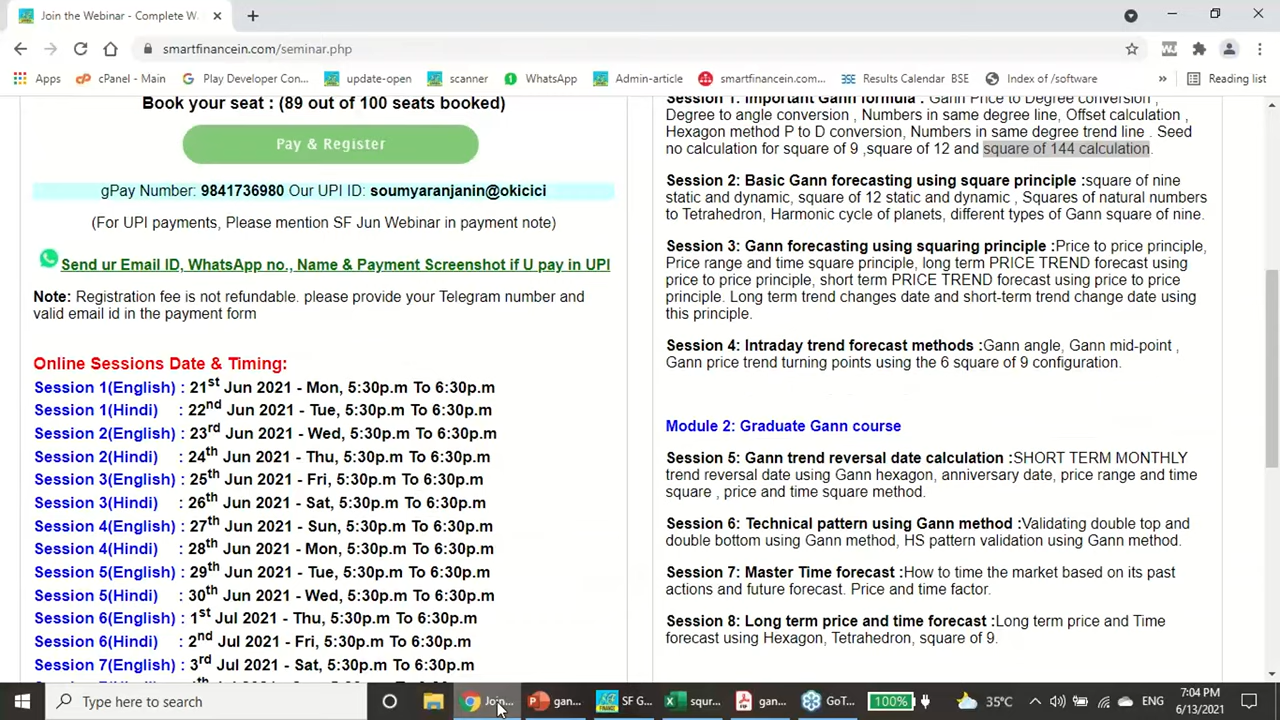 Join the Webinar - Complete W
smartfinancein.com/seminar.php
Apps
cPanel - Main
Play Developer Con...
update-open
scanner
WhatsApp
Admin-article
smartfinancein.com...
Results Calendar BSE
Index of /software
»
Reading list
Book your seat : (89 out of 100 seats booked)
Pay & Register
gPay Number: 9841736980 Our UPI ID: soumyaranjanin@okicici
(For UPI payments, Please mention SF Jun Webinar in payment note)
Send ur Email ID, WhatsApp no., Name & Payment Screenshot if U pay in UPI
Note: Registration fee is not refundable. please provide your Telegram number and
valid email id in the payment form
Online Sessions Date & Timing:
Session 1(English) : 21st Jun 2021 - Mon, 5:30p.m To 6:30p.m
Session 1(Hindi) : 22nd Jun 2021 - Tue, 5:30p.m To 6:30p.m
Session 2(English) : 23rd Jun 2021 - Wed, 5:30p.m To 6:30p.m
Session 2(Hindi) : 24th Jun 2021 - Thu, 5:30p.m To 6:30p.m
Session 3(English) : 25th Jun 2021 - Fri, 5:30p.m To 6:30p.m
Session 3(Hindi) : 26th Jun 2021 - Sat, 5:30p.m To 6:30p.m
Session 4(English) : 27th Jun 2021 - Sun, 5:30p.m To 6:30p.m
Session 4(Hindi) : 28th Jun 2021 - Mon, 5:30p.m To 6:30p.m
Session 5(English) : 29th Jun 2021 - Tue, 5:30p.m To 6:30p.m
Session 5(Hindi) : 30th Jun 2021 - Wed, 5:30p.m To 6:30p.m
Session 6(English) : 1st Jul 2021 - Thu, 5:30p.m To 6:30p.m
Session 6(Hindi) : 2nd Jul 2021 - Fri, 5:30p.m To 6:30p.m
Session 7(English) : 3rd Jul 2021 - Sat, 5:30p.m To 6:30p.m
Session 1: Important Gann formula : Gann Price to Degree conversion ,
Degree to angle conversion , Numbers in same degree line, Offset calculation ,
Hexagon method P to D conversion, Numbers in same degree trend line . Seed
no calculation for square of 9 ,square of 12 and square of 144 calculation.
Session 2: Basic Gann forecasting using square principle :square of nine
static and dynamic, square of 12 static and dynamic , Squares of natural numbers
to Tetrahedron, Harmonic cycle of planets, different types of Gann square of nine.
Session 3: Gann forecasting using squaring principle :Price to price principle,
Price range and time square principle, long term PRICE TREND forecast using
price to price principle, short term PRICE TREND forecast using price to price
principle. Long term trend changes date and short-term trend change date using
this principle.
Session 4: Intraday trend forecast methods :Gann angle, Gann mid-point ,
Gann price trend turning points using the 6 square of 9 configuration.
Module 2: Graduate Gann course
Session 5: Gann trend reversal date calculation :SHORT TERM MONTHLY
trend reversal date using Gann hexagon, anniversary date, price range and time
square , price and time square method.
Session 6: Technical pattern using Gann method :Validating double top and
double bottom using Gann method, HS pattern validation using Gann method.
Session 7: Master Time forecast :How to time the market based on its past
actions and future forecast. Price and time factor.
Session 8: Long term price and time forecast :Long term price and Time
forecast using Hexagon, Tetrahedron, square of 9.
Type here to search
Join...
gan...
SF G...
squr...
gan...
GoT...
100%
35°C
ENG
7:04 PM
6/13/2021